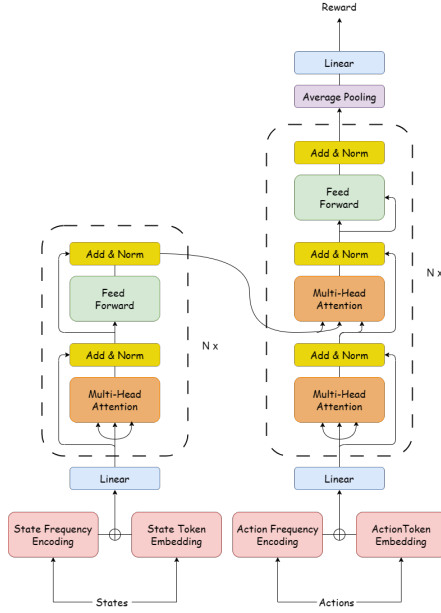 Reward
Linear
Average Pooling
Add & Norm
Feed
Forward
Add & Norm
Multi-Head
Attention
Add & Norm
Multi-Head
Attention
N x
Linear
Action Frequency
Encoding
ActionToken
Embedding
Actions
Add & Norm
Feed
Forward
Add & Norm
Multi-Head
Attention
N x
Linear
State Frequency
Encoding
State Token
Embedding
States